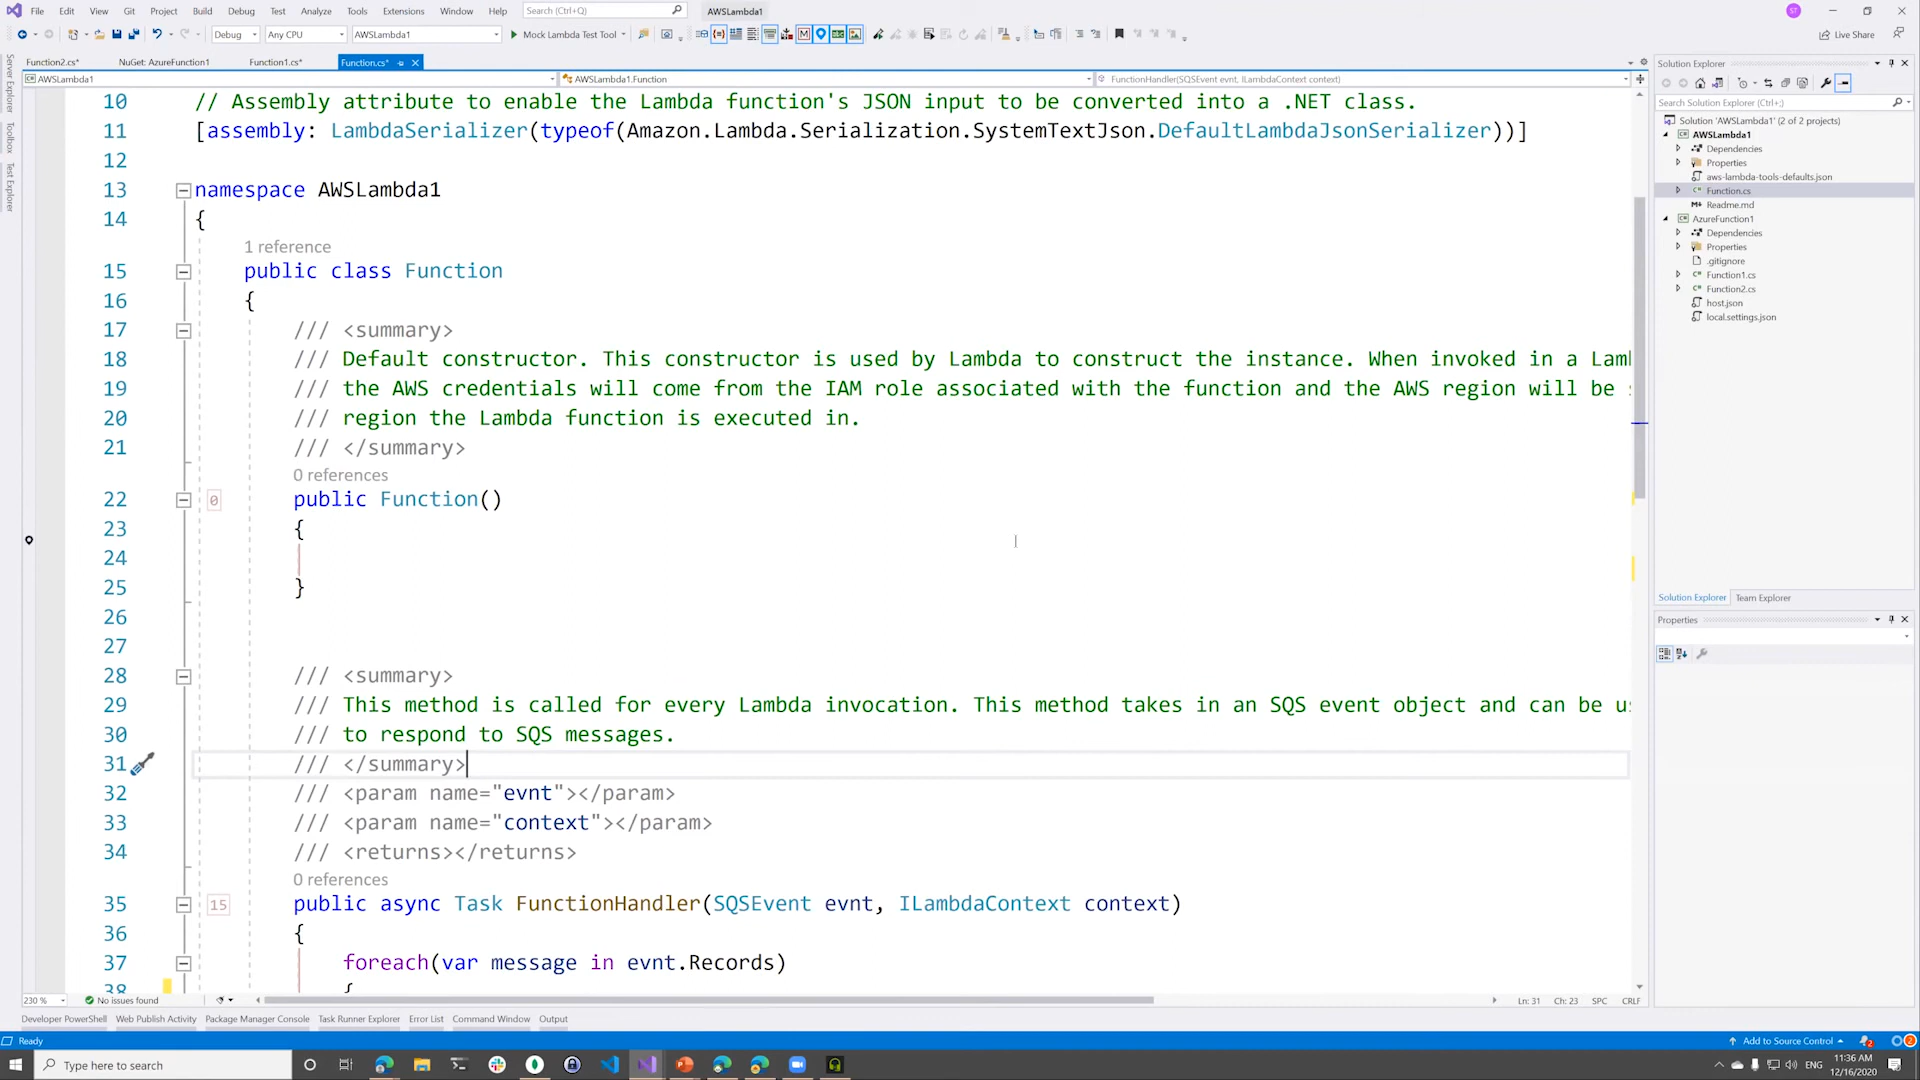 File Edit View Git Project Build Debug Test Analyze Tools Extensions Window Help Search (Ctrl+Q) AWSLambda1 ST
Debug Any CPU AWSLambda1 Mock Lambda Test Tool Live Share
Function2.cs* NuGet: AzureFunction1 Function1.cs* Function.cs*
AWSLambda1 AWSLambda1.Function FunctionHandler(SQSEvent evnt, ILambdaContext context)
Server Explorer
Toolbox
Test Explorer
10 // Assembly attribute to enable the Lambda function's JSON input to be converted into a .NET class.
11 [assembly: LambdaSerializer(typeof(Amazon.Lambda.Serialization.SystemTextJson.DefaultLambdaJsonSerializer))]
12
13 namespace AWSLambda1
14 {
1 reference
15 public class Function
16 {
17 /// <summary>
18 /// Default constructor. This constructor is used by Lambda to construct the instance. When invoked in a Lam
19 /// the AWS credentials will come from the IAM role associated with the function and the AWS region will be
20 /// region the Lambda function is executed in.
21 /// </summary>
0 references
22 0 public Function()
23 {
24
25 }
26
27
28 /// <summary>
29 /// This method is called for every Lambda invocation. This method takes in an SQS event object and can be u
30 /// to respond to SQS messages.
31 /// </summary>
32 /// <param name="evnt"></param>
33 /// <param name="context"></param>
34 /// <returns></returns>
0 references
35 15 public async Task FunctionHandler(SQSEvent evnt, ILambdaContext context)
36 {
37 foreach(var message in evnt.Records)
38 {
230 % No issues found Ln: 31 Ch: 23 SPC CRLF
Solution Explorer
Search Solution Explorer (Ctrl+;)
Solution 'AWSLambda1' (2 of 2 projects)
AWSLambda1
Dependencies
Properties
aws-lambda-tools-defaults.json
Function.cs
Readme.md
AzureFunction1
Dependencies
Properties
.gitignore
Function1.cs
Function2.cs
host.json
local.settings.json
Solution Explorer Team Explorer
Properties
Developer PowerShell Web Publish Activity Package Manager Console Task Runner Explorer Error List Command Window Output
Ready Add to Source Control 2 2
Type here to search ENG 11:36 AM
12/16/2020